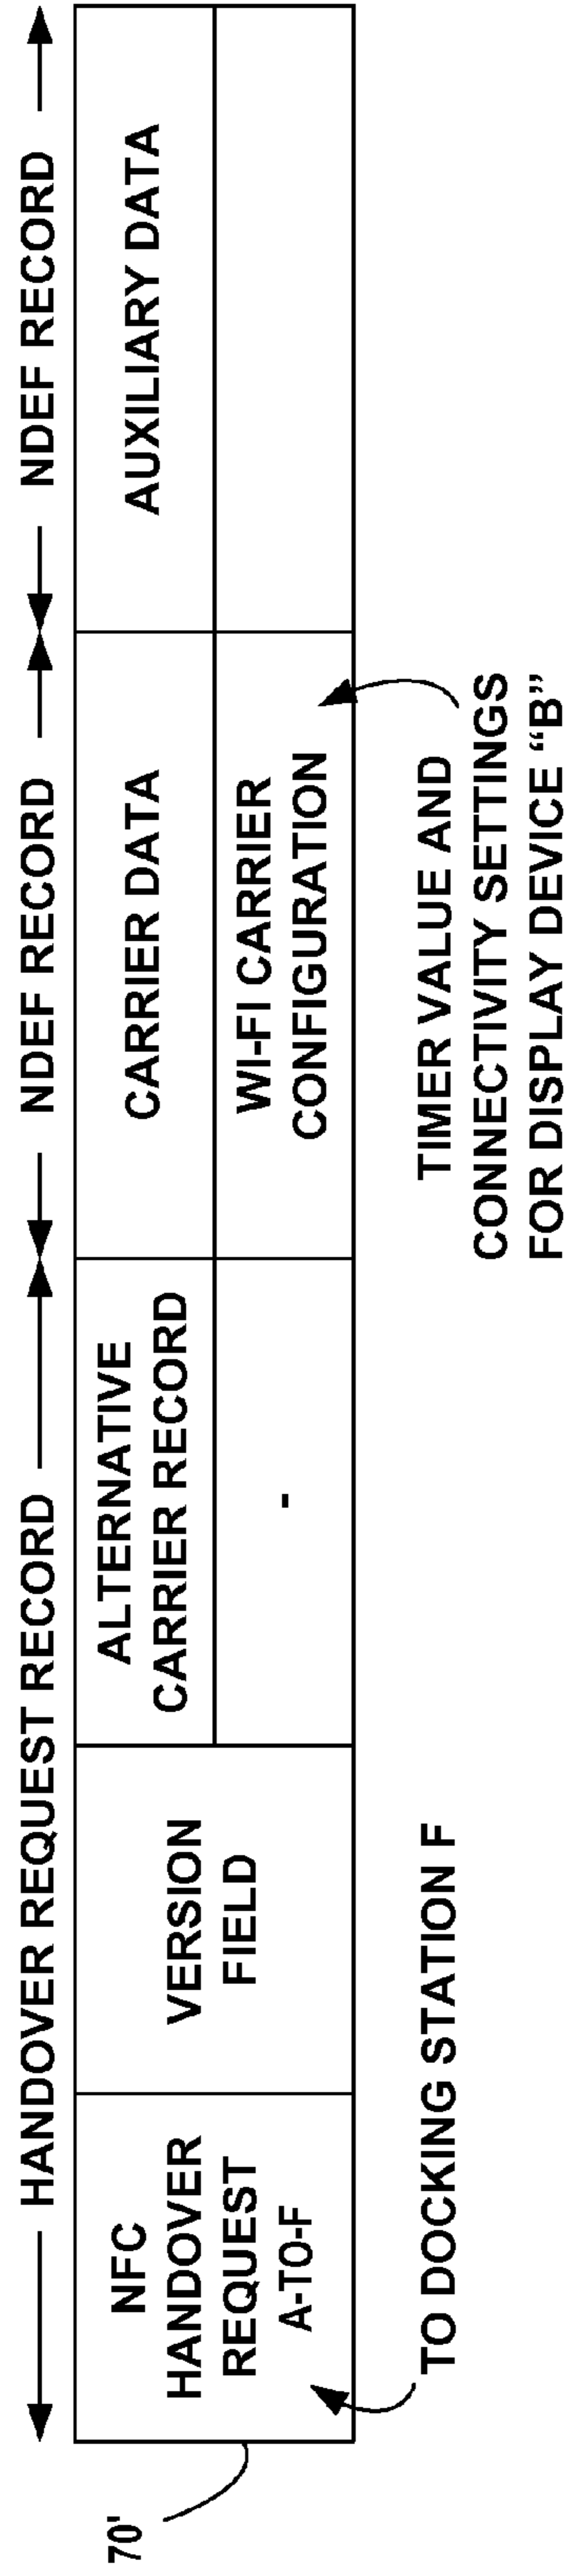 HANDOVER REQUEST RECORD
NDEF RECORD
NDEF RECORD
70'
NFC
HANDOVER
REQUEST
A-TO-F
VERSION
FIELD
ALTERNATIVE
CARRIER RECORD
-
CARRIER DATA
WI-FI CARRIER
CONFIGURATION
AUXILIARY DATA
TO DOCKING STATION F
TIMER VALUE AND
CONNECTIVITY SETTINGS
FOR DISPLAY DEVICE “B”